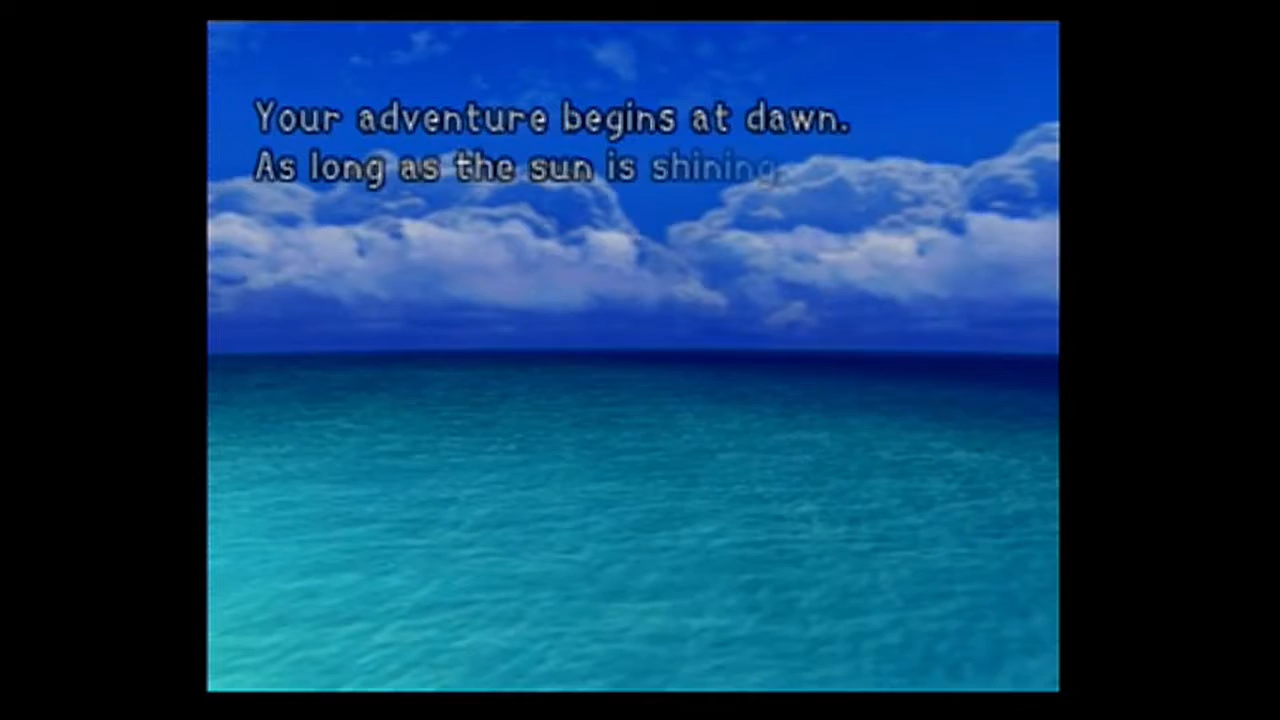 Your adventure begins at dawn.
As long as the sun is shining,